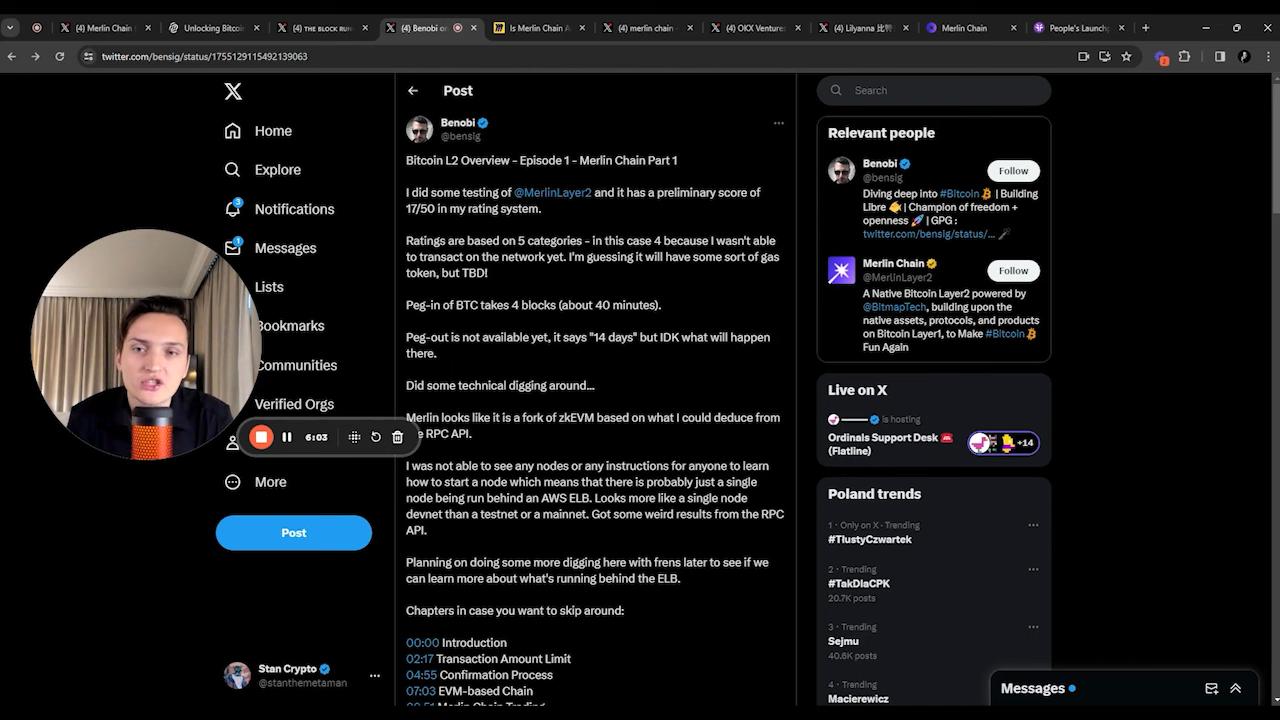 (4) Merlin Chain
Unlocking Bitcoin
(4) THE BLOCK RUN
(4) Benobi on
Is Merlin Chain A
(4) merlin chain -
(4) OKX Ventures
(4) Lilyanna 比特
Merlin Chain
People's Launch
twitter.com/bensig/status/1755129115492139063
2
Home
Explore
3
Notifications
1
Messages
Lists
Bookmarks
Communities
Verified Orgs
6:03
More
Post
Stan Crypto
@stanthemetaman
Post
Benobi
@bensig
Bitcoin L2 Overview - Episode 1 - Merlin Chain Part 1
I did some testing of @MerlinLayer2 and it has a preliminary score of
17/50 in my rating system.
Ratings are based on 5 categories - in this case 4 because I wasn't able
to transact on the network yet. I'm guessing it will have some sort of gas
token, but TBD!
Peg-in of BTC takes 4 blocks (about 40 minutes).
Peg-out is not available yet, it says "14 days" but IDK what will happen
there.
Did some technical digging around...
Merlin looks like it is a fork of zkEVM based on what I could deduce from
RPC API.
I was not able to see any nodes or any instructions for anyone to learn
how to start a node which means that there is probably just a single
node being run behind an AWS ELB. Looks more like a single node
devnet than a testnet or a mainnet. Got some weird results from the RPC
API.
Planning on doing some more digging here with frens later to see if we
can learn more about what's running behind the ELB.
Chapters in case you want to skip around:
00:00 Introduction
02:17 Transaction Amount Limit
04:55 Confirmation Process
07:03 EVM-based Chain
Merlin Chain Trading
Search
Relevant people
Benobi
@bensig
Follow
Diving deep into #Bitcoin | Building
Libre | Champion of freedom +
openness | GPG :
twitter.com/bensig/status/...
Merlin Chain
@MerlinLayer2
Follow
A Native Bitcoin Layer2 powered by
@BitmapTech, building upon the
native assets, protocols, and products
on Bitcoin Layer1, to Make #Bitcoin
Fun Again
Live on X
is hosting
Ordinals Support Desk
(Flatline)
+14
Poland trends
1 · Only on X · Trending
#TlustyCzwartek
2 · Trending
#TakDlaCPK
20.7K posts
3 · Trending
Sejmu
40.6K posts
4 · Trending
Macierewicz
Messages